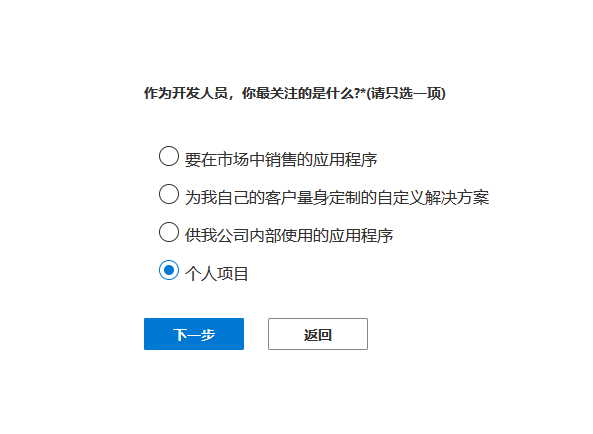 作为开发人员，你最关注的是什么?*(请只选一项)
要在市场中销售的应用程序
为我自己的客户量身定制的自定义解决方案
供我公司内部使用的应用程序
个人项目
下一步
返回